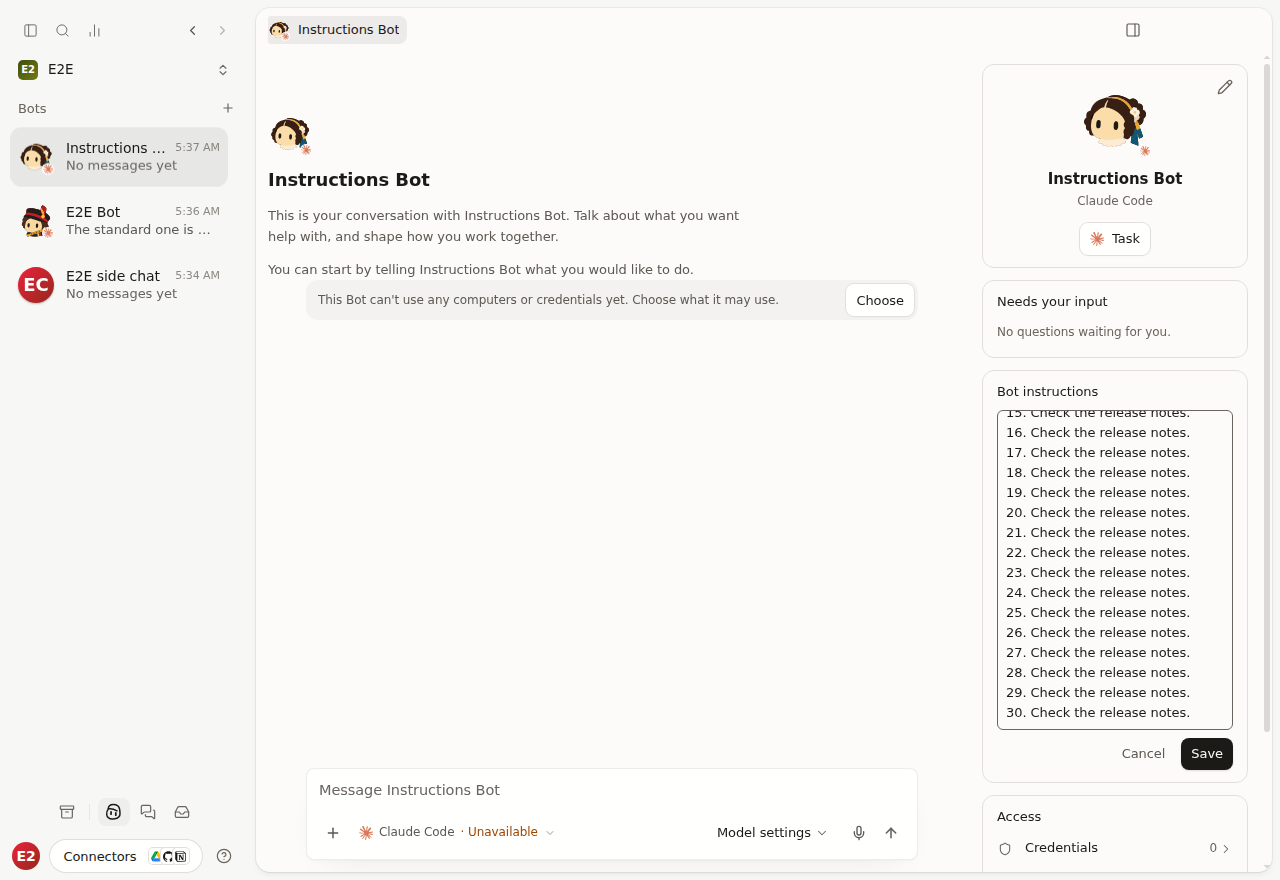 Instructions Bot
E2 E2E
Bots
Instructions ... 5:37 AM
No messages yet
E2E Bot 5:36 AM
The standard one is ...
EC E2E side chat 5:34 AM
No messages yet
E2 Connectors
Instructions Bot
This is your conversation with Instructions Bot. Talk about what you want
help with, and shape how you work together.
You can start by telling Instructions Bot what you would like to do.
This Bot can't use any computers or credentials yet. Choose what it may use. Choose
Message Instructions Bot
Claude Code · Unavailable Model settings
Instructions Bot
Claude Code
Task
Needs your input
No questions waiting for you.
Bot instructions
15. Check the release notes.
16. Check the release notes.
17. Check the release notes.
18. Check the release notes.
19. Check the release notes.
20. Check the release notes.
21. Check the release notes.
22. Check the release notes.
23. Check the release notes.
24. Check the release notes.
25. Check the release notes.
26. Check the release notes.
27. Check the release notes.
28. Check the release notes.
29. Check the release notes.
30. Check the release notes.
Cancel Save
Access
Credentials 0